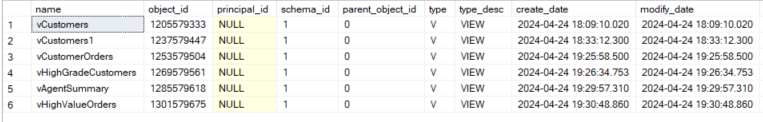 name object_id principal_id schema_id parent_object_id type type_desc create_date modify_date
1 vCustomers 1205579333 NULL 1 0 V VIEW 2024-04-24 18:09:10.020 2024-04-24 18:09:10.020
2 vCustomers1 1237579447 NULL 1 0 V VIEW 2024-04-24 18:33:12.300 2024-04-24 18:33:12.300
3 vCustomerOrders 1253579504 NULL 1 0 V VIEW 2024-04-24 19:25:58.500 2024-04-24 19:25:58.500
4 vHighGradeCustomers 1269579561 NULL 1 0 V VIEW 2024-04-24 19:26:34.753 2024-04-24 19:26:34.753
5 vAgentSummary 1285579618 NULL 1 0 V VIEW 2024-04-24 19:29:57.310 2024-04-24 19:29:57.310
6 vHighValueOrders 1301579675 NULL 1 0 V VIEW 2024-04-24 19:30:48.860 2024-04-24 19:30:48.860